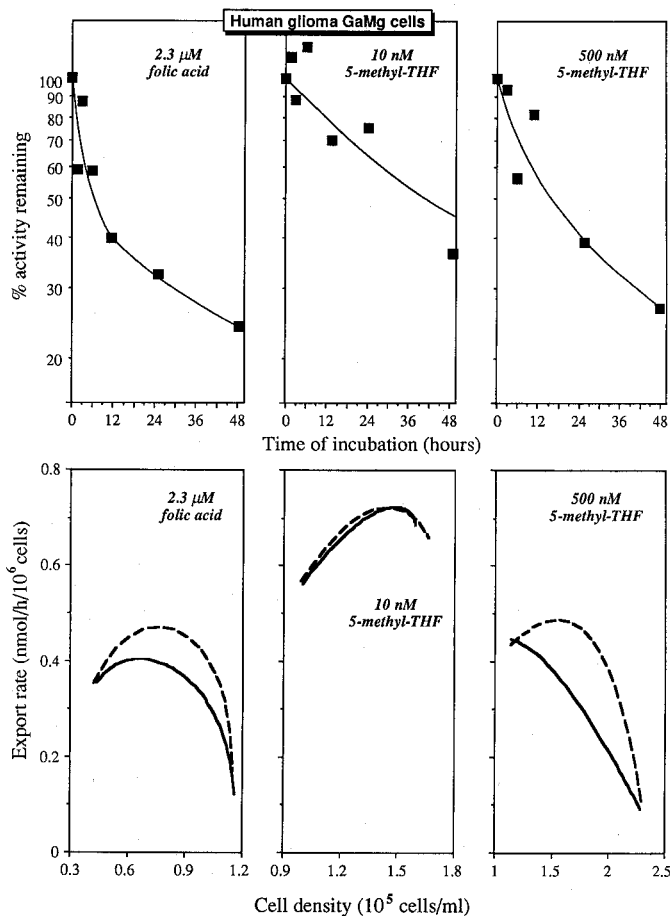 Human glioma GaMg cells
2.3 µM
folic acid
10 nM
5-methyl-THF
500 nM
5-methyl-THF
% activity remaining
100
90
80
70
60
50
40
30
20
0 12 24 36 48
0 12 24 36 48
0 12 24 36 48
Time of incubation (hours)
2.3 µM
folic acid
10 nM
5-methyl-THF
500 nM
5-methyl-THF
Export rate (nmol/h/10⁶ cells)
0.8
0.6
0.4
0.2
0
0.3 0.6 0.9 1.2
0.9 1.2 1.5 1.8
1 1.5 2 2.5
Cell density (10⁵ cells/ml)